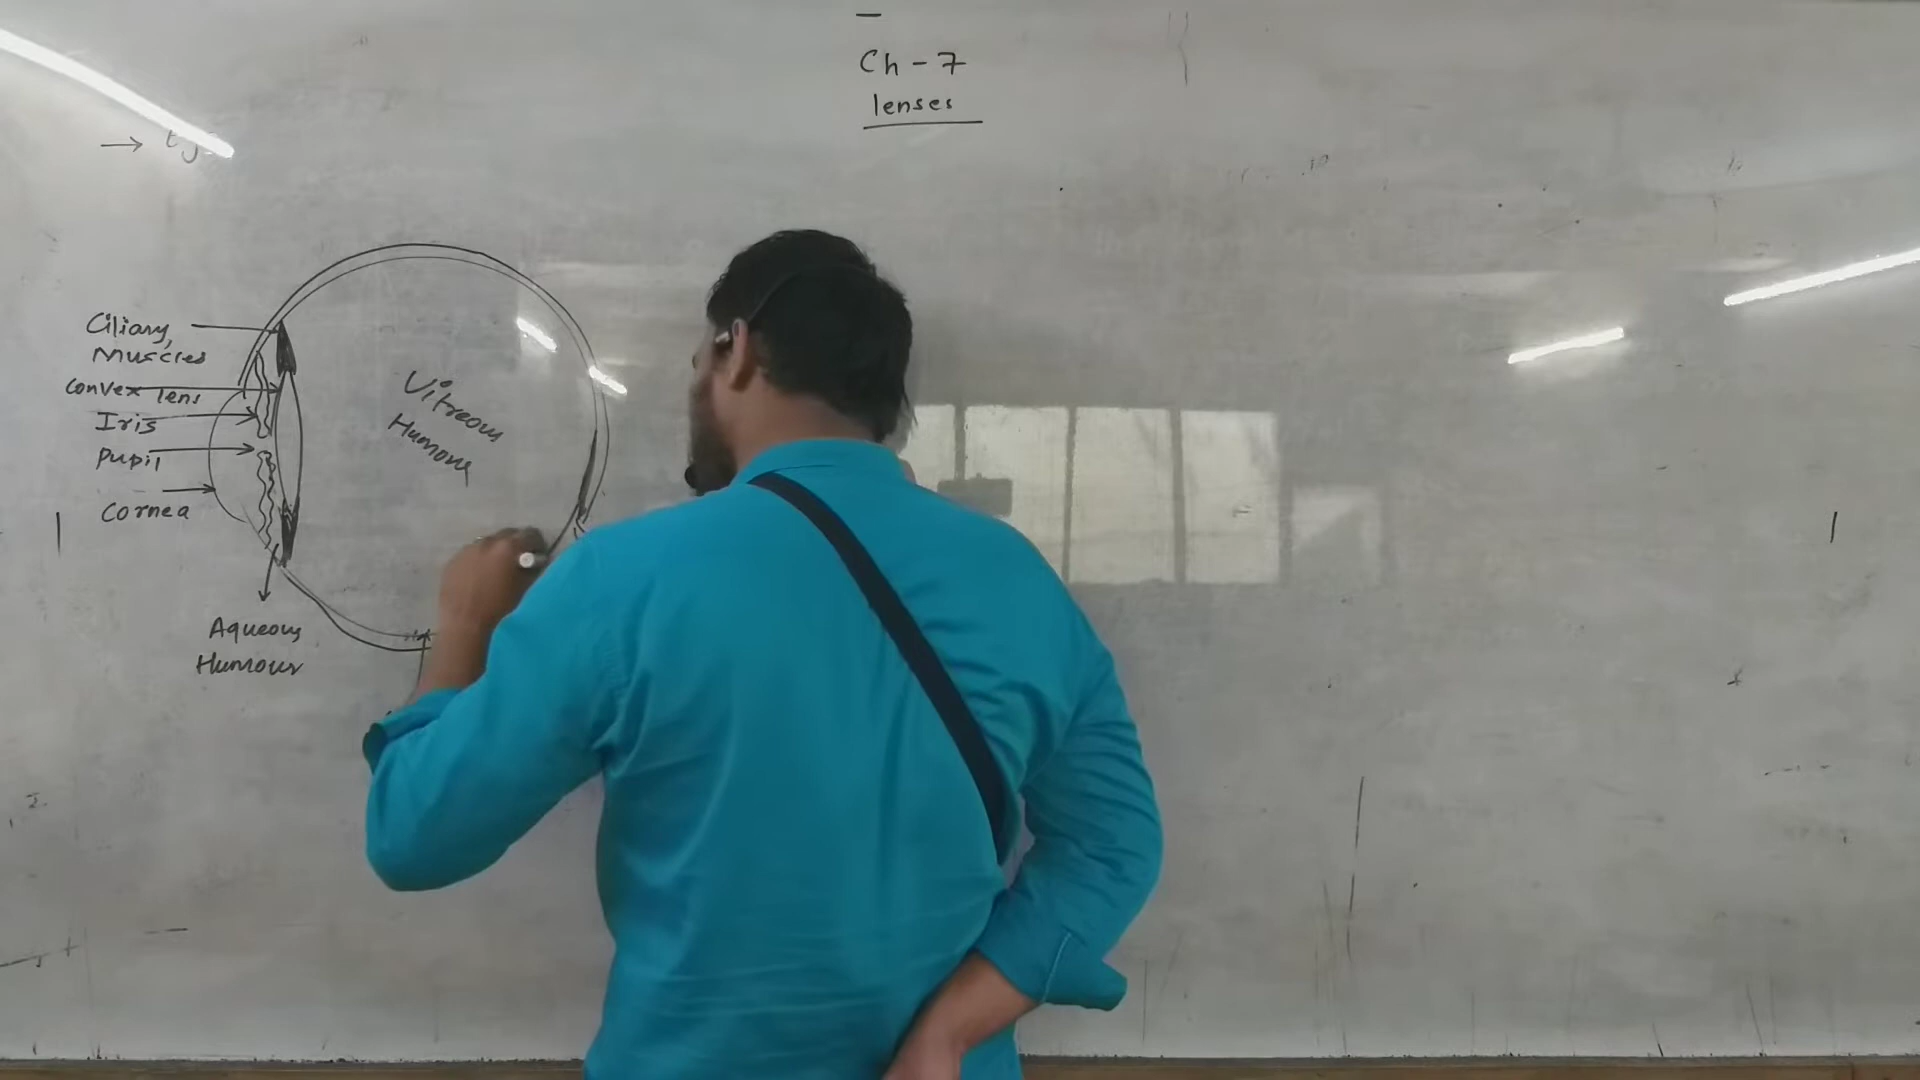 Ch - 7
lenses
Ciliary
Muscles
Convex lens
Iris
Pupil
Cornea
Aqueous
Humour
Vitreous
Humour